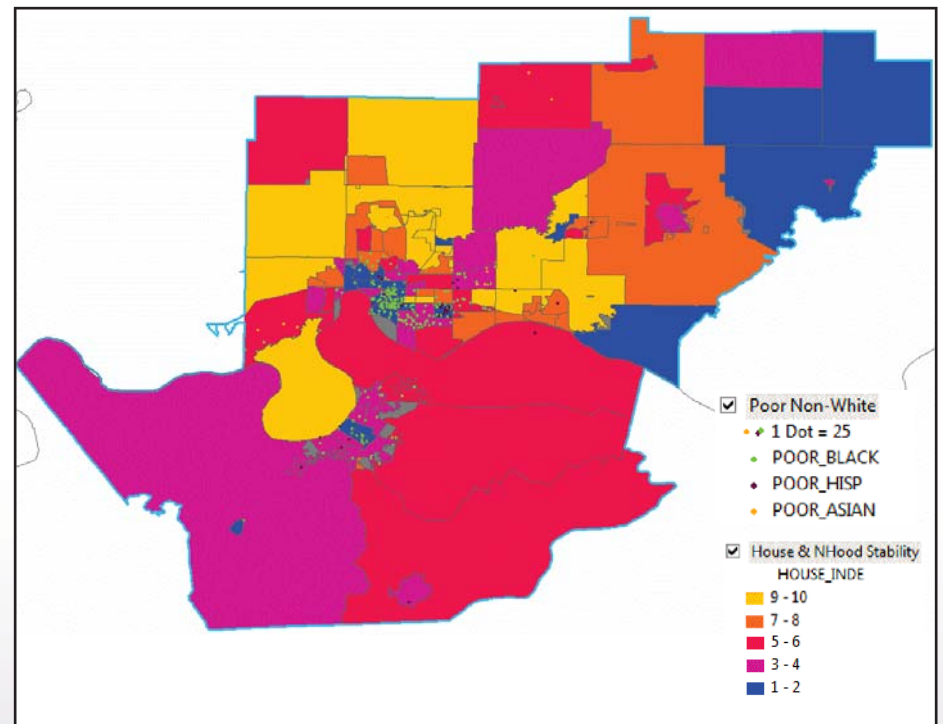 Poor Non-White
1 Dot = 25
POOR_BLACK
POOR_HISP
POOR_ASIAN
House & NHood Stability
HOUSE_INDE
9 - 10
7 - 8
5 - 6
3 - 4
1 - 2